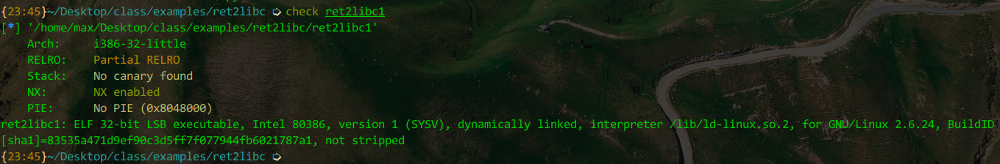 {23:45}~/Desktop/class/examples/ret2libc ➭ check ret2libc1
[*] '/home/max/Desktop/class/examples/ret2libc/ret2libc1'
    Arch:     i386-32-little
    RELRO:    Partial RELRO
    Stack:    No canary found
    NX:       NX enabled
    PIE:      No PIE (0x8048000)
ret2libc1: ELF 32-bit LSB executable, Intel 80386, version 1 (SYSV), dynamically linked, interpreter /lib/ld-linux.so.2, for GNU/Linux 2.6.24, BuildID
[sha1]=83535a471d9ef90c3d5ff7f077944fb6021787a1, not stripped
{23:45}~/Desktop/class/examples/ret2libc ➭